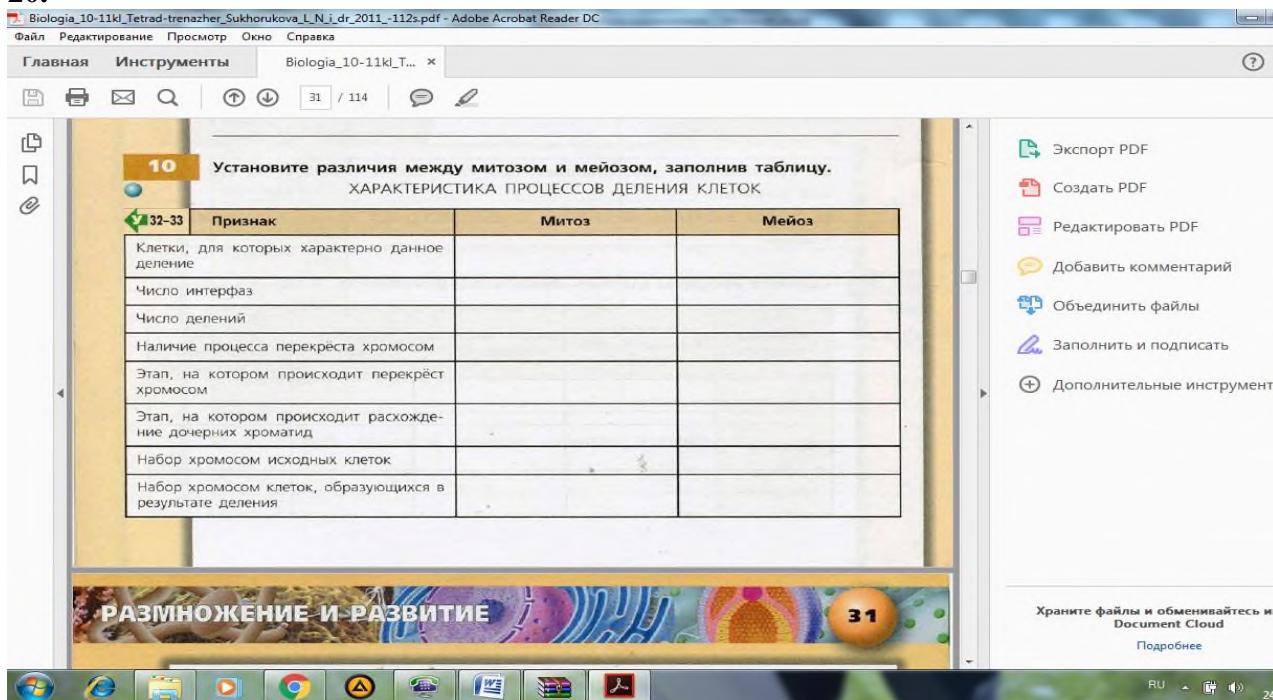 20.
Biologia_10-11kl_Tetrad-trenazher_Sukhorukova_L_N_i_dr_2011_-112s.pdf - Adobe Acrobat Reader DC
Файл Редактирование Просмотр Окно Справка
Главная Инструменты Biologia_10-11kl_T... ×
31 / 114
10 Установите различия между митозом и мейозом, заполнив таблицу.
ХАРАКТЕРИСТИКА ПРОЦЕССОВ ДЕЛЕНИЯ КЛЕТОК
У 32–33 Признак Митоз Мейоз
Клетки, для которых характерно данное
деление
Число интерфаз
Число делений
Наличие процесса перекрёста хромосом
Этап, на котором происходит перекрёст
хромосом
Этап, на котором происходит расхожде-
ние дочерних хроматид
Набор хромосом исходных клеток
Набор хромосом клеток, образующихся в
результате деления
РАЗМНОЖЕНИЕ И РАЗВИТИЕ 31
Экспорт PDF
Создать PDF
Редактировать PDF
Добавить комментарий
Объединить файлы
Заполнить и подписать
Дополнительные инструмент
Храните файлы и обменивайтесь и
Document Cloud
Подробнее
RU